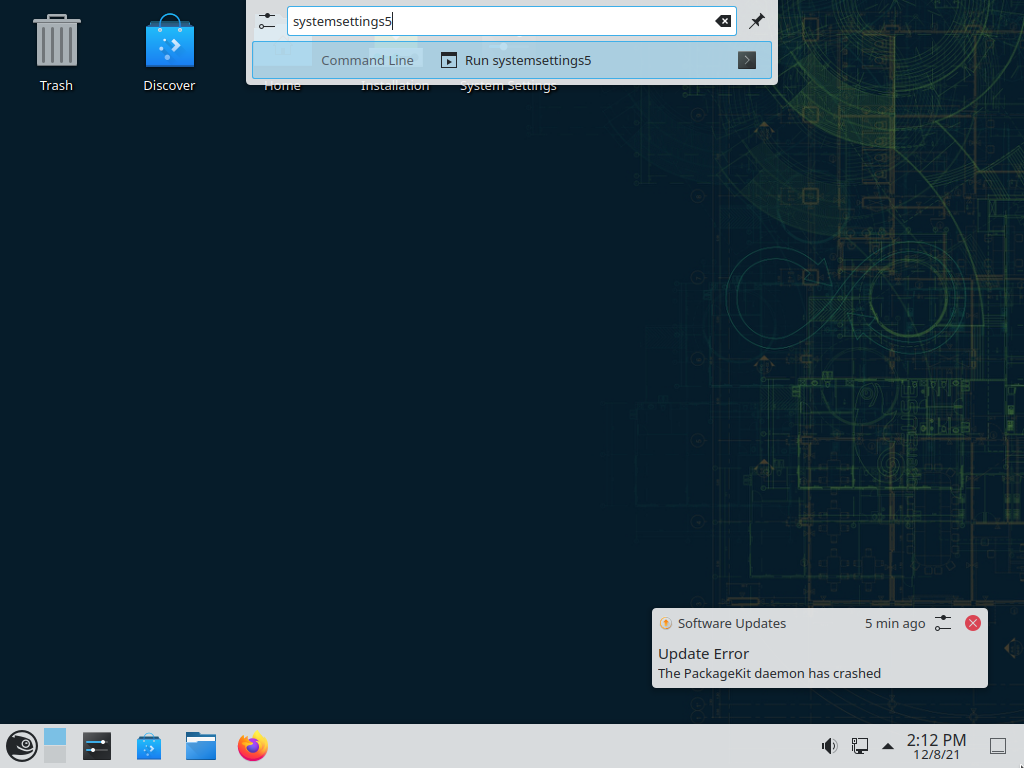 systemsettings5
Command Line
Run systemsettings5
Trash
Discover
Home
Installation
System Settings
Software Updates
5 min ago
Update Error
The PackageKit daemon has crashed
2:12 PM
12/8/21